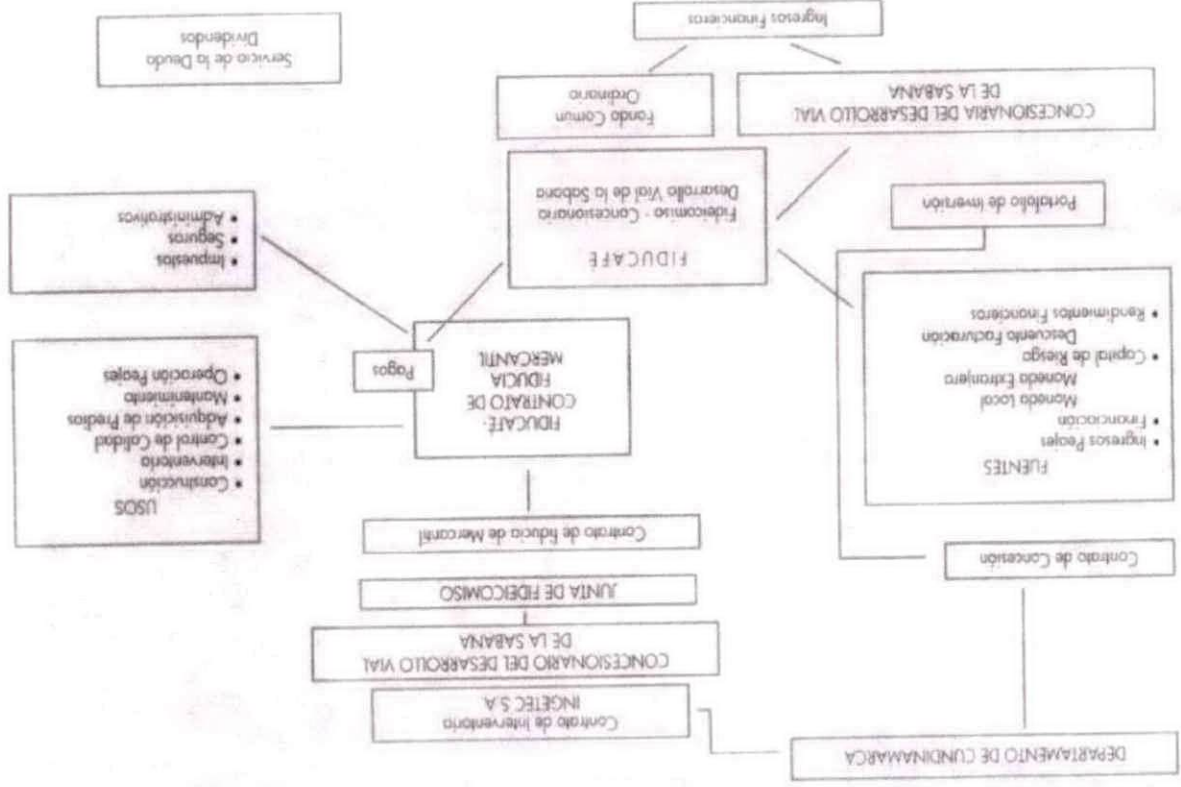 DEPARTAMENTO DE CUNDINAMARCA
Contrato de Interventoría
INGETEC S.A.
CONCESIONARIO DEL DESARROLLO VIAL
DE LA SABANA
JUNTA DE FIDEICOMISO
Contrato de Concesión
Contrato de fiducia de Mercantil
FUENTES
• Ingresos Peajes
• Financiación
Moneda Local
Moneda Extranjera
• Capital de Riesgo
Descuento Facturación
• Rendimientos Financieros
FIDUCAFÉ-
CONTRATO DE
FIDUCIA
MERCANTIL
Pagos
USOS
• Construcción
• Interventoría
• Control de Calidad
• Adquisición de Predios
• Mantenimiento
• Operación Peajes
Portafolio de Inversión
FIDUCAFÉ
Fideicomiso - Concesionario
Desarrollo Vial de la Sabana
• Impuestos
• Seguros
• Administrativos
CONCESIONARIA DEL DESARROLLO VIAL
DE LA SABANA
Fondo Común
Ordinario
Ingresos Financieros
Servicio de la Deuda
Dividendos